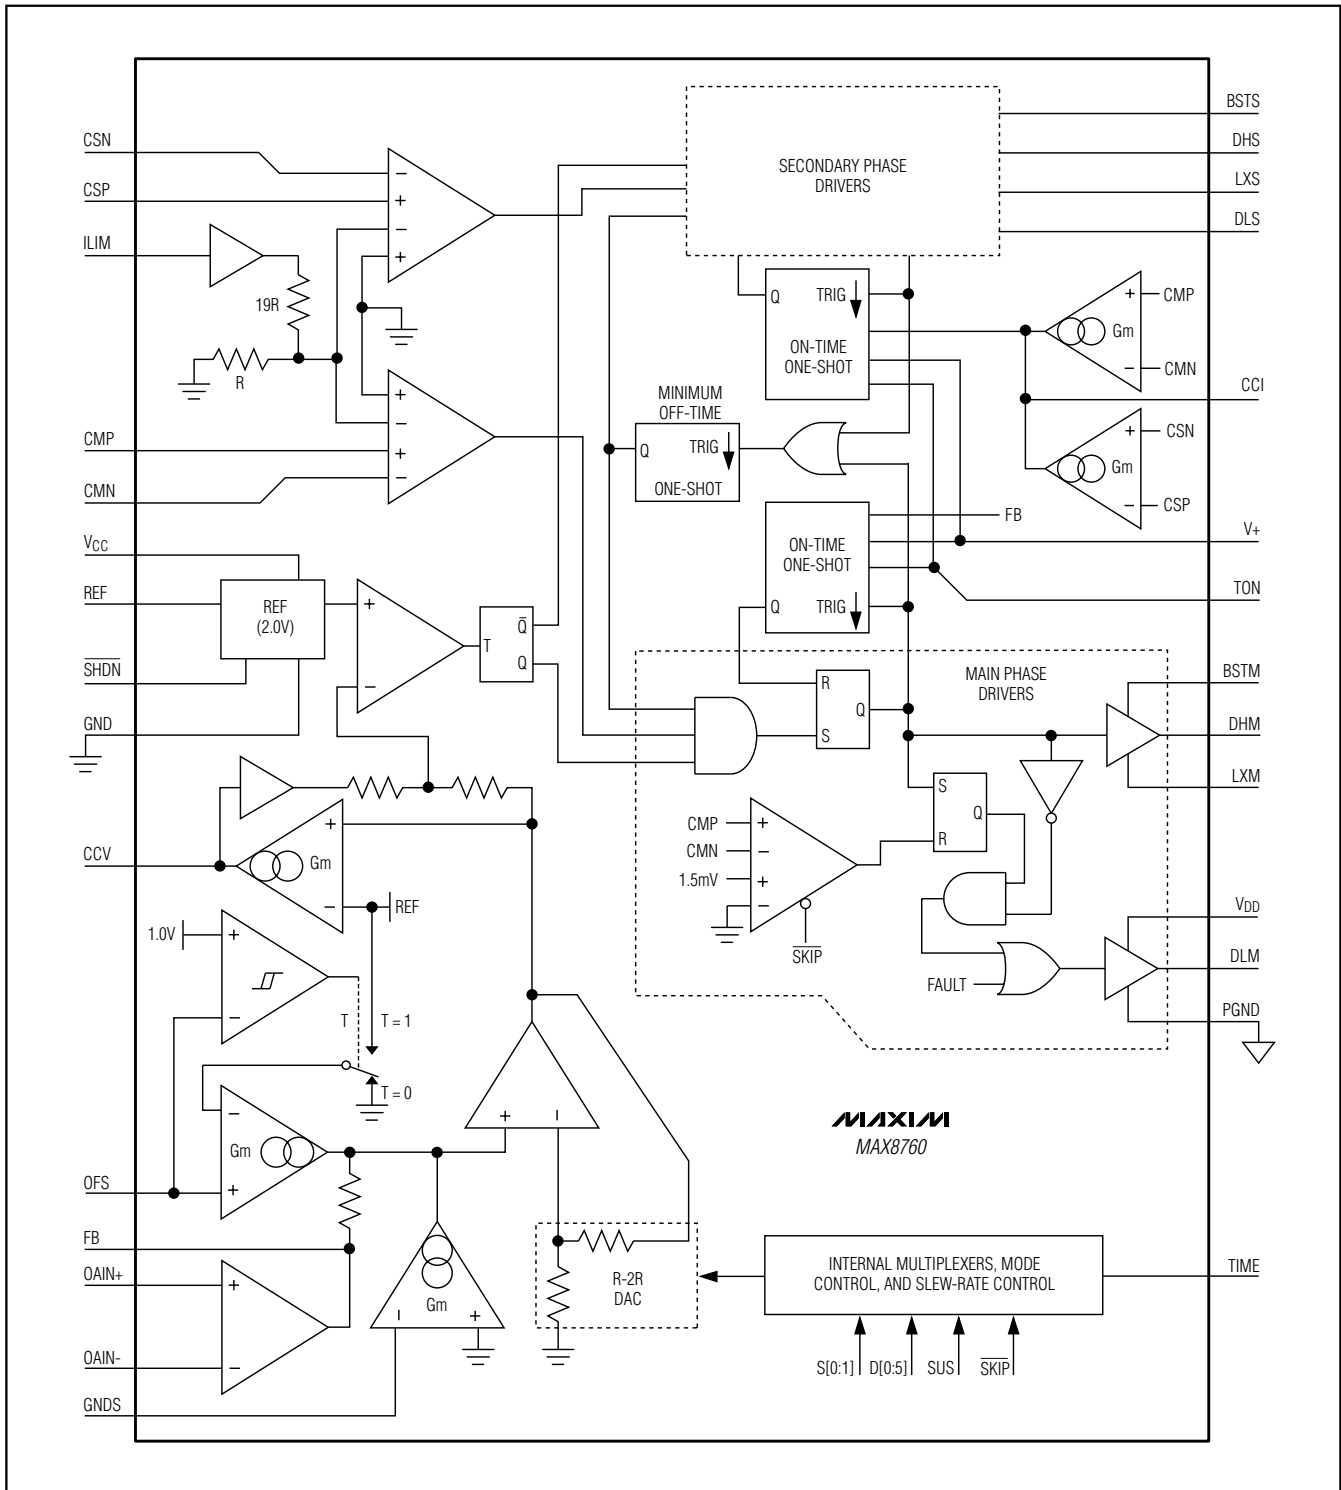 BSTS
CSN
DHS
SECONDARY PHASE
DRIVERS
CSP
LXS
DLS
ILIM
−
+
−
+
19R
R
Q
TRIG
ON-TIME
ONE-SHOT
+
CMP
Gm
−
CMN
CCI
MINIMUM
OFF-TIME
+
−
+
−
CMP
CMN
Q
TRIG
ONE-SHOT
+
CSN
Gm
−
CSP
VCC
FB
V+
ON-TIME
ONE-SHOT
Q
TRIG
TON
REF
REF
(2.0V)
+
−
T
Q̅
Q
S̅H̅D̅N̅
GND
MAIN PHASE
DRIVERS
R
Q
S
BSTM
DHM
LXM
S
Q
R
CMP
+
CMN
−
1.5mV
+
−
S̅K̅I̅P̅
CCV
+
Gm
−
REF
1.0V
+
−
T
T = 1
T = 0
FAULT
VDD
DLM
PGND
−
Gm
+
+
−
MAXIM
MAX8760
OFS
FB
OAIN+
+
OAIN-
−
GNDS
Gm
−
+
R-2R
DAC
INTERNAL MULTIPLEXERS, MODE
CONTROL, AND SLEW-RATE CONTROL
TIME
S[0:1]
D[0:5]
SUS
S̅K̅I̅P̅